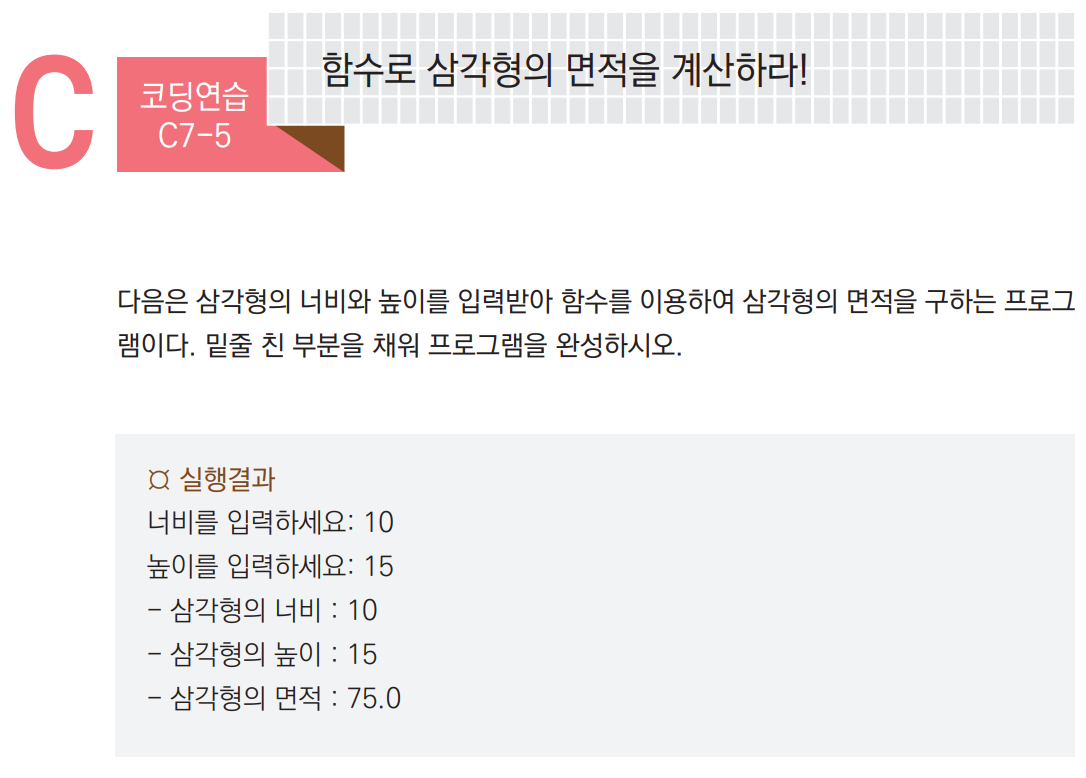 C
코딩연습
C7-5
함수로 삼각형의 면적을 계산하라!
다음은 삼각형의 너비와 높이를 입력받아 함수를 이용하여 삼각형의 면적을 구하는 프로그
램이다. 밑줄 친 부분을 채워 프로그램을 완성하시오.
¤ 실행결과
너비를 입력하세요: 10
높이를 입력하세요: 15
- 삼각형의 너비 : 10
- 삼각형의 높이 : 15
- 삼각형의 면적 : 75.0